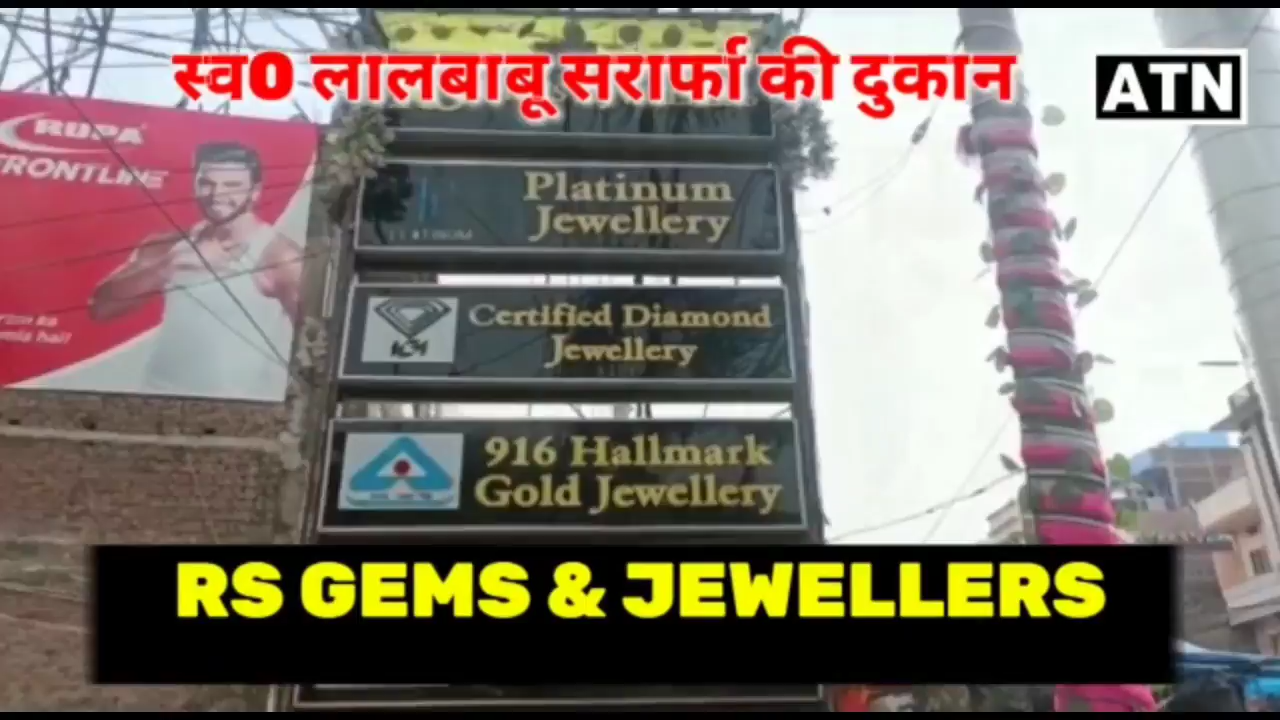 स्व0 लालबाबू सरार्फा की दुकान
ATN
RUPA
FRONTLINE
Platinum
Jewellery
Certified Diamond
Jewellery
916 Hallmark
Gold Jewellery
RS GEMS & JEWELLERS